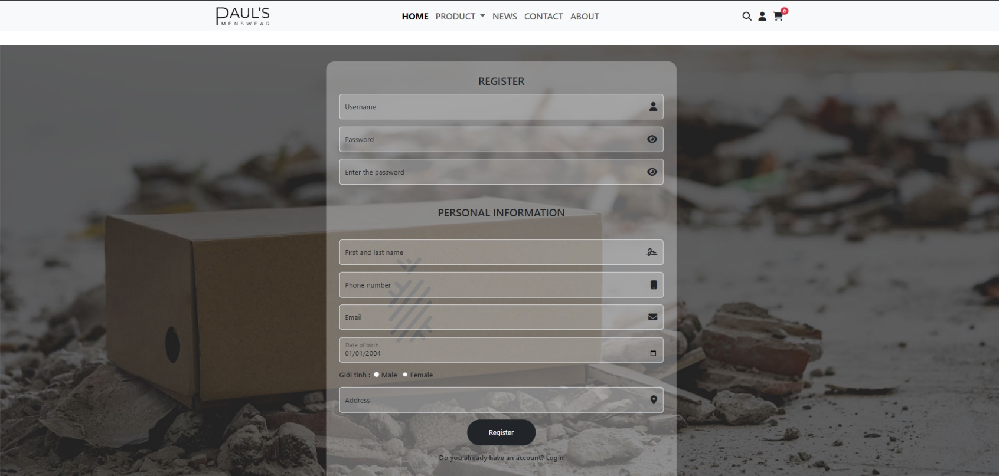 PAUL'S
MENSWEAR
HOME PRODUCT NEWS CONTACT ABOUT
0
REGISTER
Username
Password
Enter the password
PERSONAL INFORMATION
First and last name
Phone number
Email
Date of birth
01/01/2004
Giới tính : Male Female
Address
Register
Do you already have an account? Login